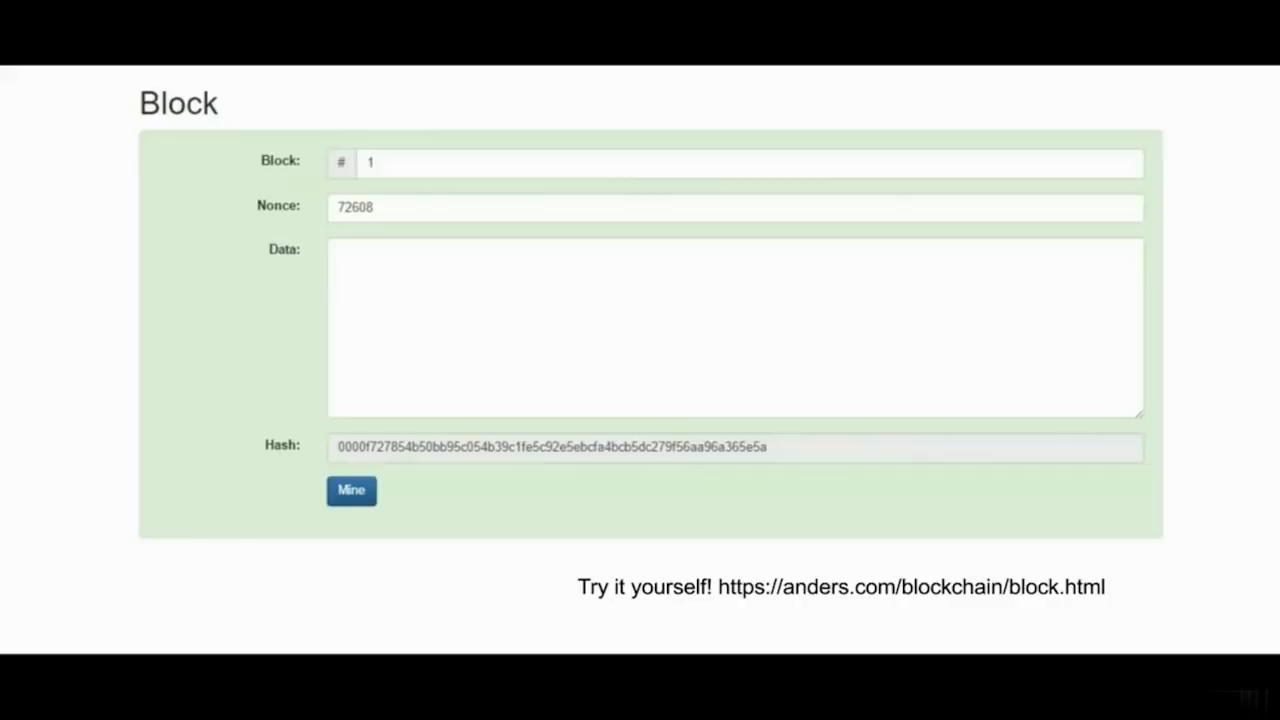 Block
Block: # 1
Nonce: 72608
Data:
Hash: 0000f727854b50bb95c054b39c1fe5c92e5ebcfa4bcb5dc279f56aa96a365e5a
Mine
Try it yourself! https://anders.com/blockchain/block.html